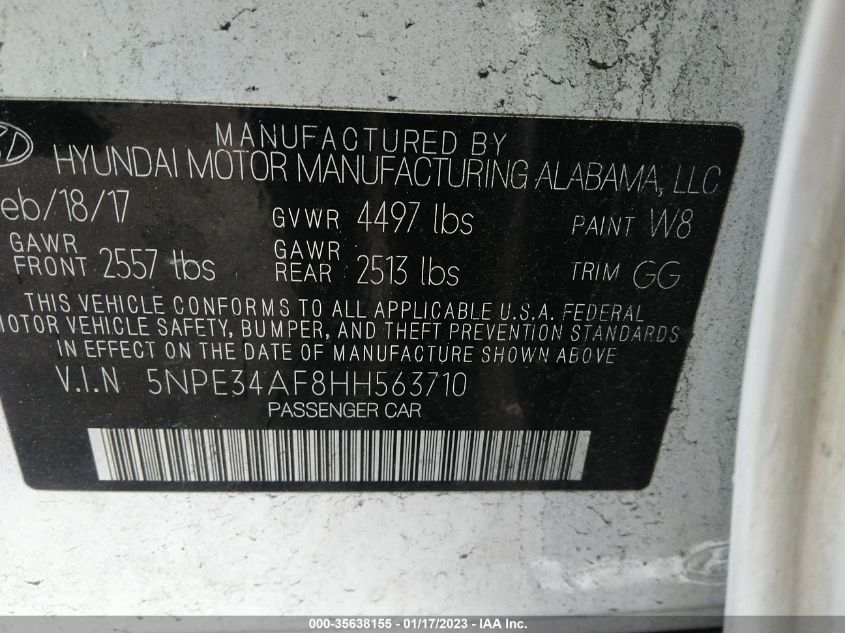 MANUFACTURED BY
HYUNDAI MOTOR MANUFACTURING ALABAMA, LLC
eb/18/17 GVWR 4497 lbs PAINT W8
GAWR FRONT 2557 lbs GAWR REAR 2513 lbs TRIM GG
THIS VEHICLE CONFORMS TO ALL APPLICABLE U.S.A. FEDERAL
MOTOR VEHICLE SAFETY, BUMPER, AND THEFT PREVENTION STANDARDS
IN EFFECT ON THE DATE OF MANUFACTURE SHOWN ABOVE.
V.I.N 5NPE34AF8HH563710
PASSENGER CAR
000-35638155 - 01/17/2023 - IAA Inc.